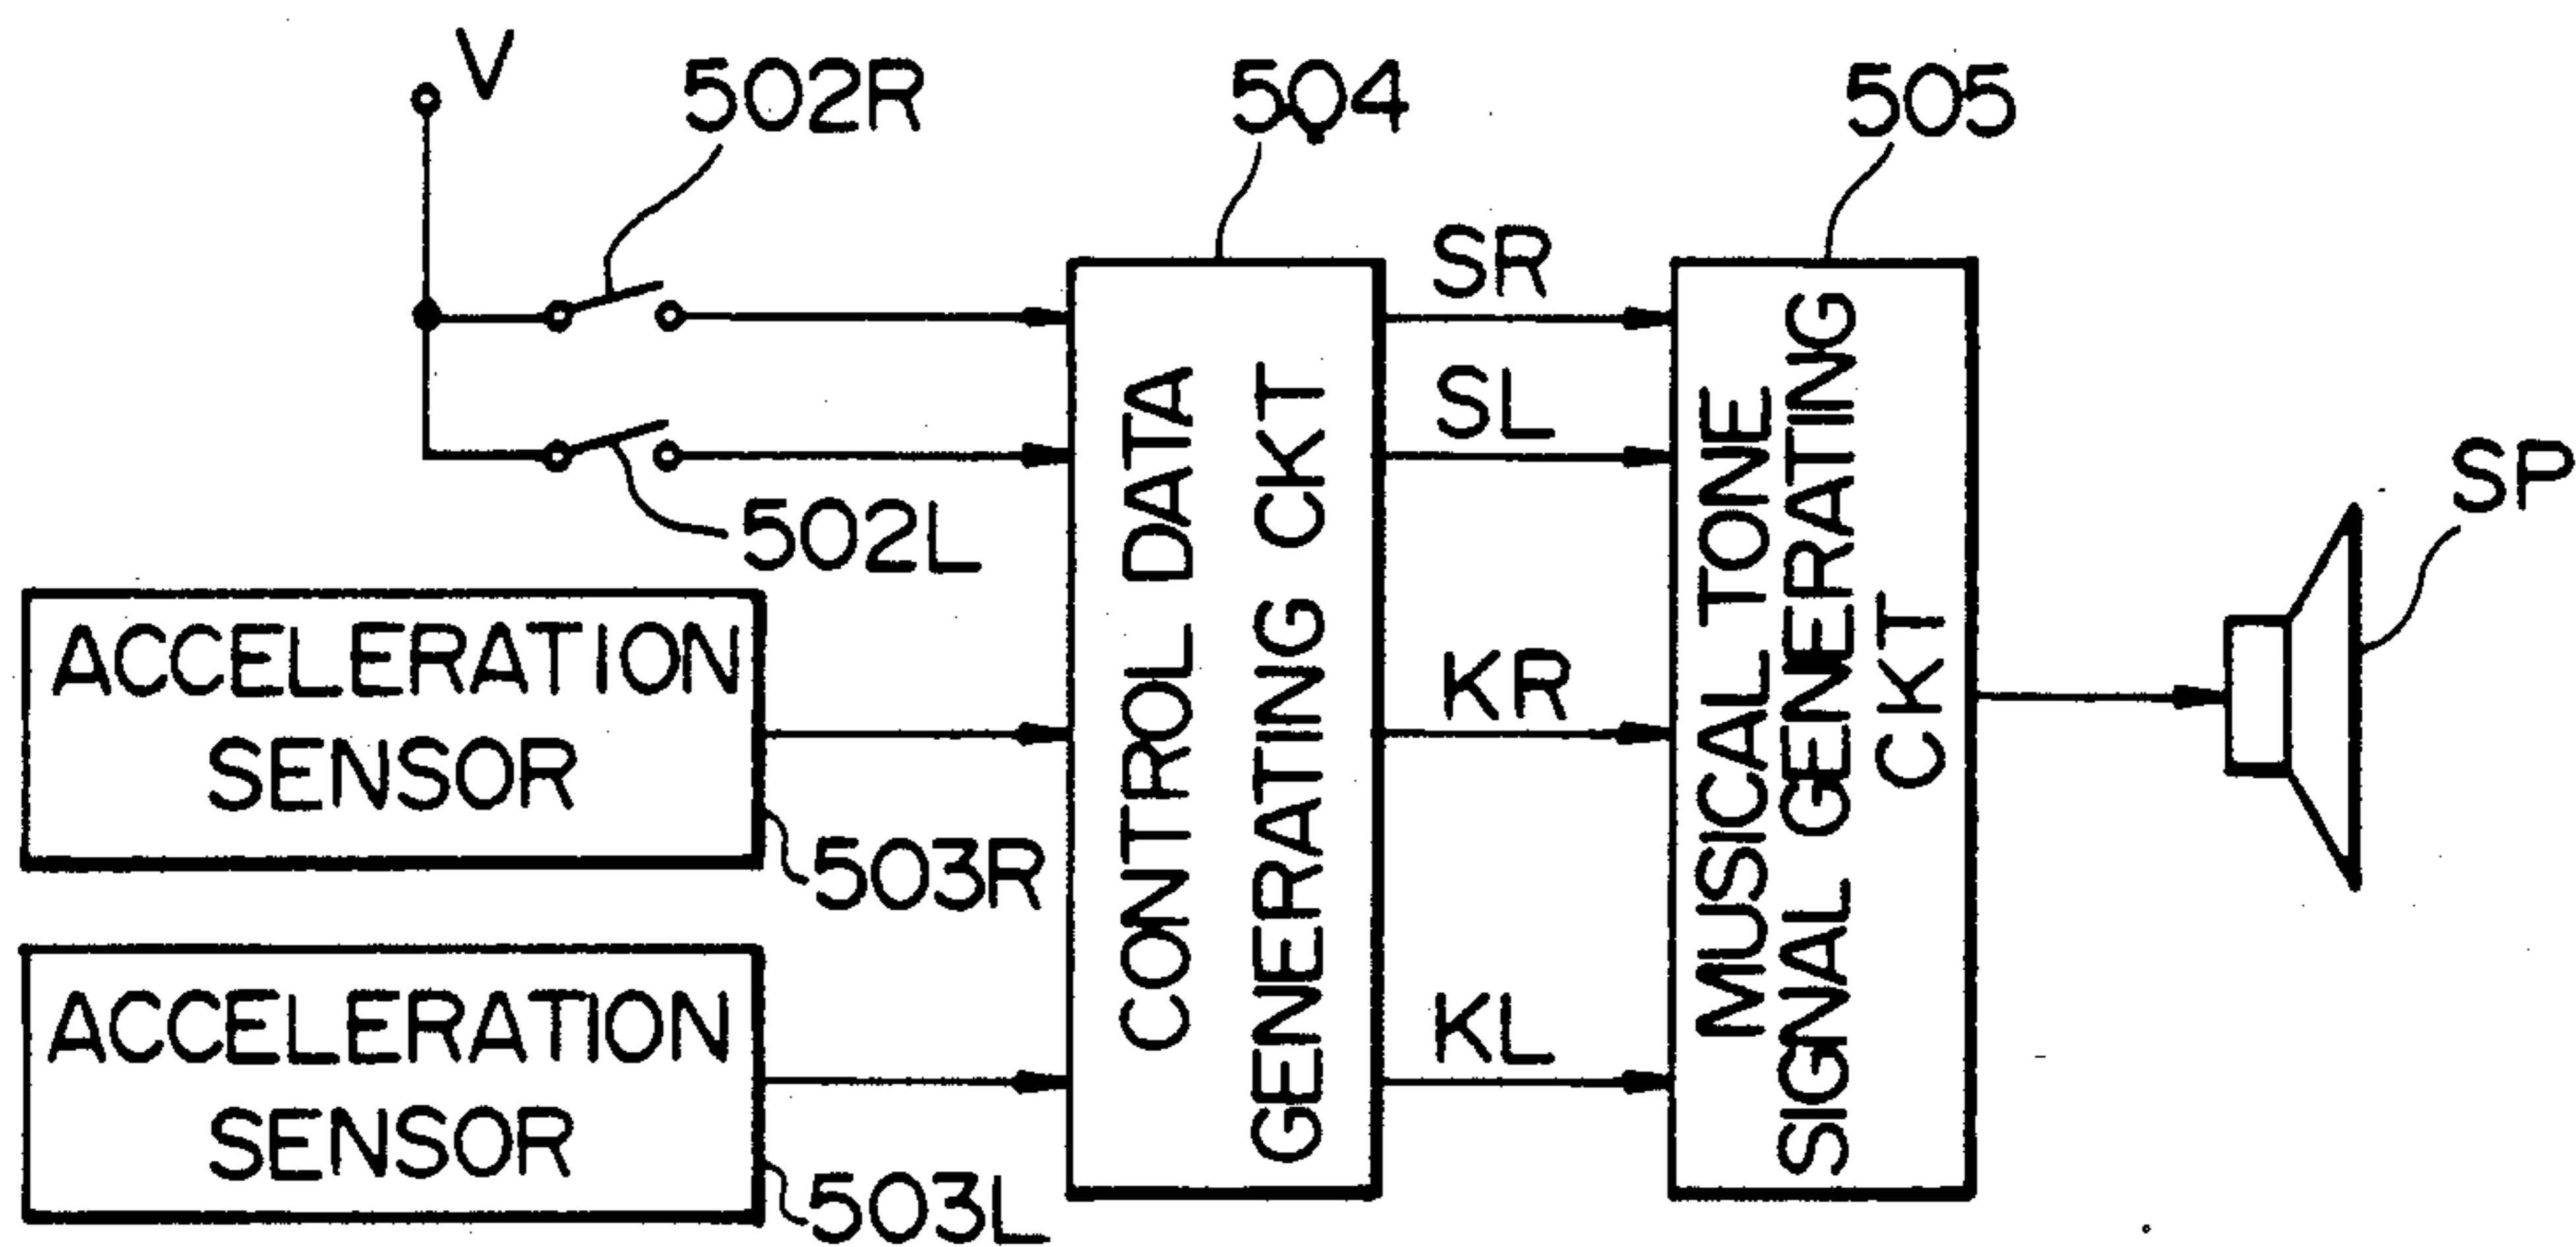 V
502R
504
505
SR
SL
502L
SP
ACCELERATION
SENSOR
503R
CONTROL DATA
GENERATING CKT
KR
MUSICAL TONE
SIGNAL GENERATING
CKT
ACCELERATION
SENSOR
503L
KL